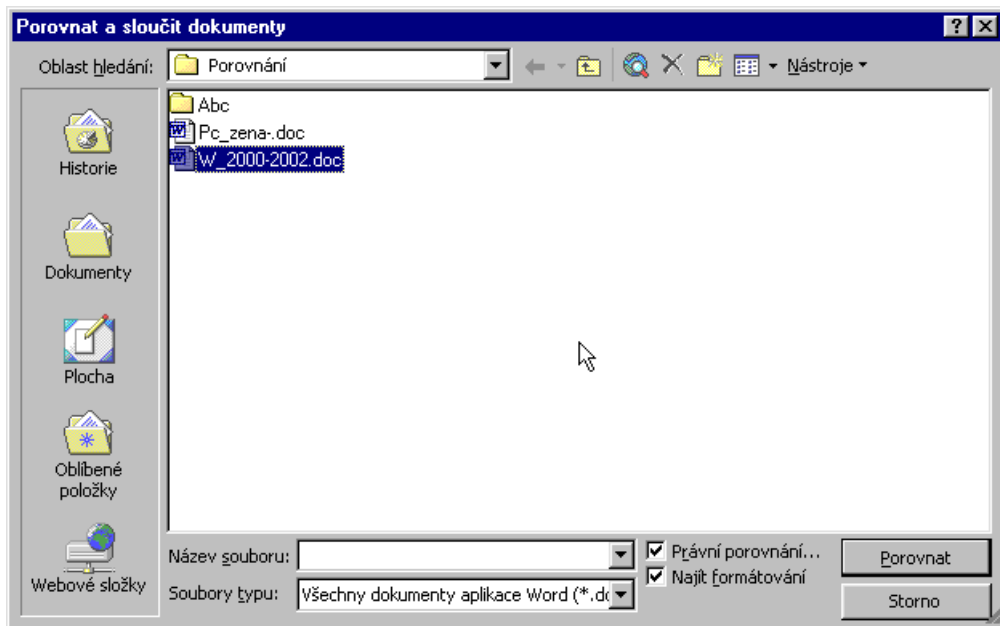 Porovnat a sloučit dokumenty
Oblast hledání: Porovnání Nástroje
Abc
Pc_zena-.doc
W_2000-2002.doc
Historie
Dokumenty
Plocha
Oblíbené
položky
Webové složky
Název souboru:
Soubory typu: Všechny dokumenty aplikace Word (*.do
Právní porovnání...
Najít formátování
Porovnat
Storno